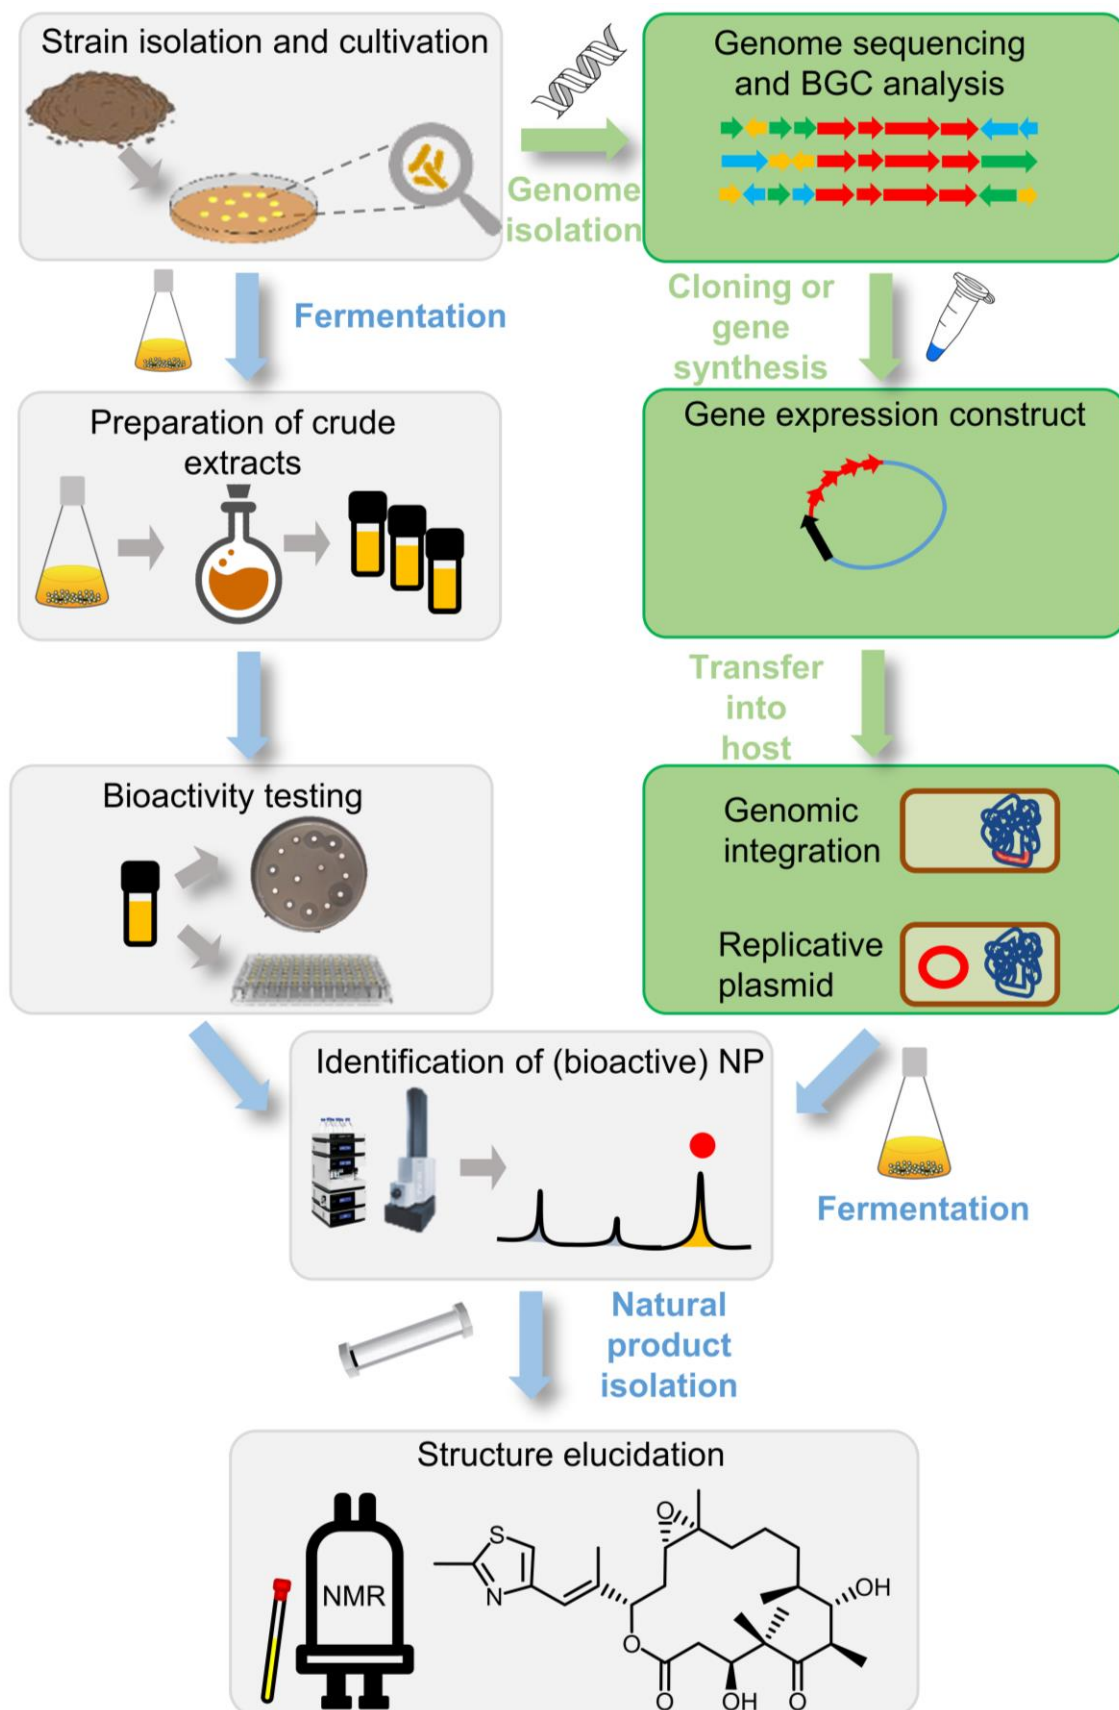 Strain isolation and cultivation
Genome
isolation
Genome sequencing
and BGC analysis
Fermentation
Cloning or
gene
synthesis
Preparation of crude
extracts
Gene expression construct
Transfer
into
host
Bioactivity testing
Genomic
integration
Replicative
plasmid
Identification of (bioactive) NP
Fermentation
Natural
product
isolation
Structure elucidation
NMR
S
N
O
O
O
OH
O
OH